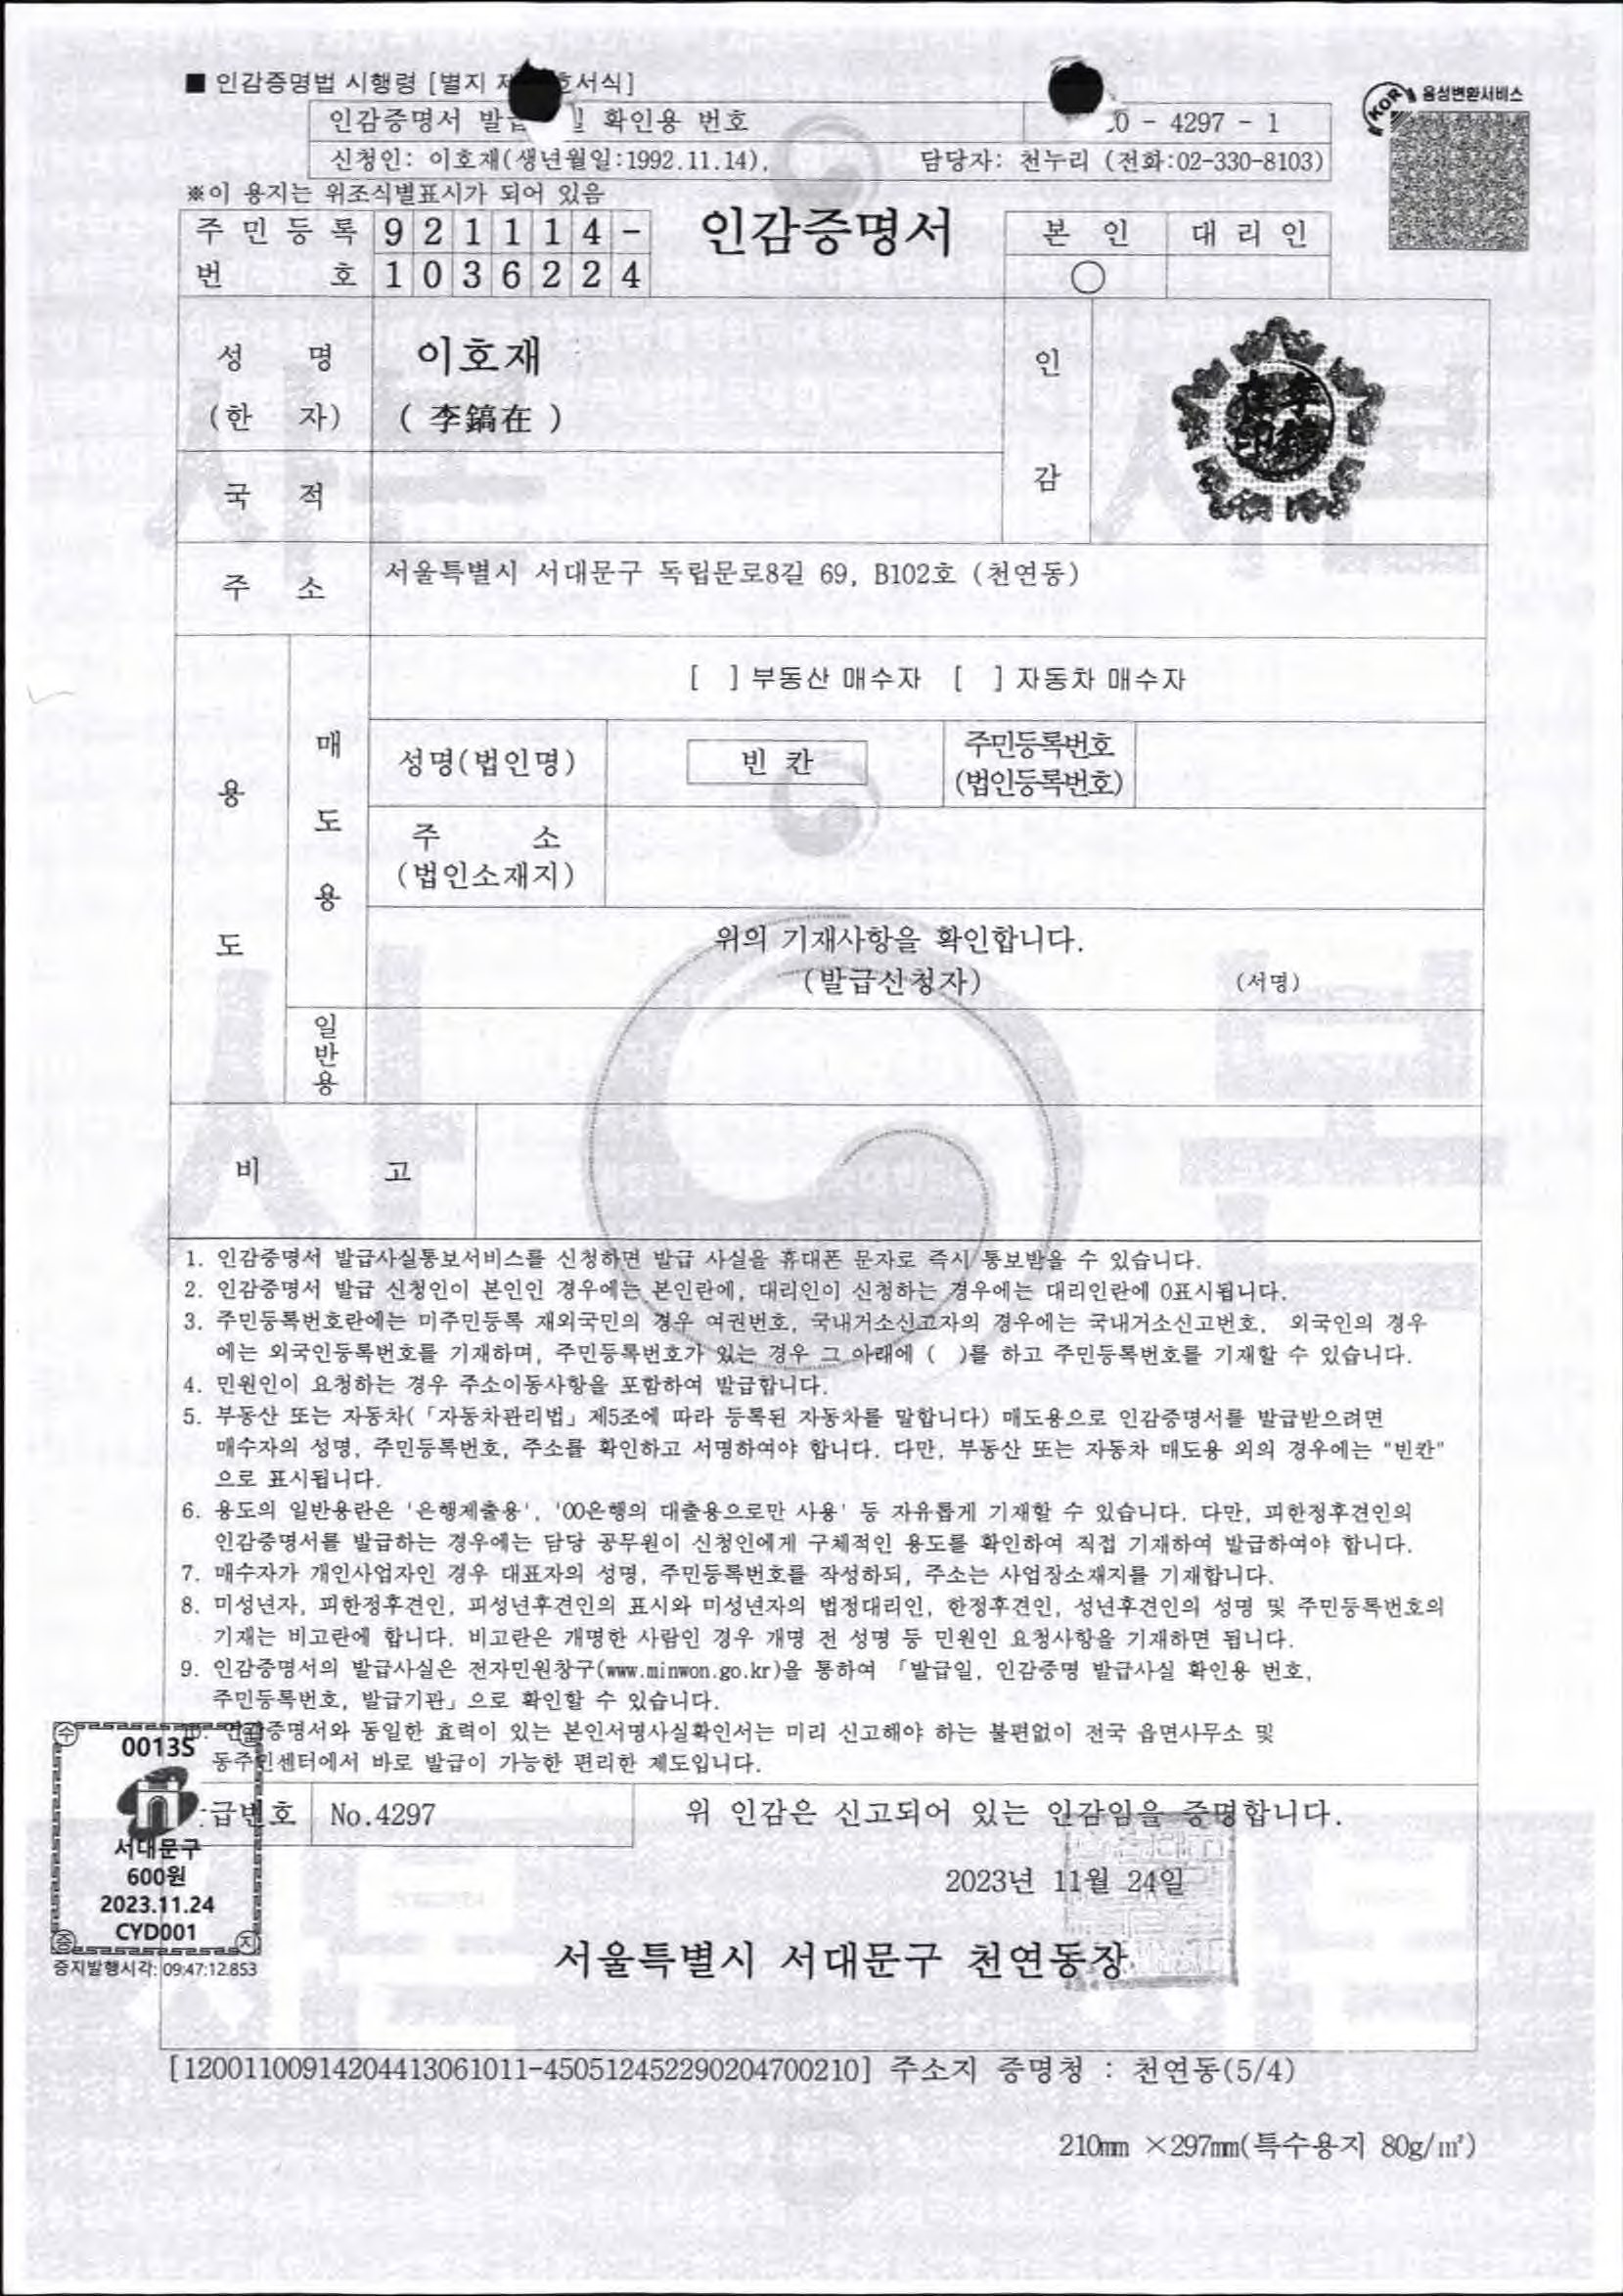 ■ 인감증명법 시행령 [별지 호서식]
음성변환서비스
KOR
인감증명서 발급 확인용 번호 - 4297 - 1
신청인: 이호재(생년월일:1992.11.14), 담당자: 천누리 (전화:02-330-8103)
※이 용지는 위조식별표시가 되어 있음
주민등록번호 921114-1036224
인감증명서
본 인 대 리 인
○
성 명 이호재
(한 자) ( 李鎬在 )
인 감
국 적
주 소 서울특별시 서대문구 독립문로8길 69, B102호 (천연동)
용 도
매 도 용
[ ] 부동산 매수자 [ ] 자동차 매수자
성명(법인명) 빈 칸 주민등록번호
(법인등록번호)
주 소
(법인소재지)
위의 기재사항을 확인합니다.
(발급신청자) (서명)
일반용
비 고
1. 인감증명서 발급사실통보서비스를 신청하면 발급 사실을 휴대폰 문자로 즉시 통보받을 수 있습니다.
2. 인감증명서 발급 신청인이 본인인 경우에는 본인란에, 대리인이 신청하는 경우에는 대리인란에 0표시됩니다.
3. 주민등록번호란에는 미주민등록 재외국민의 경우 여권번호, 국내거소신고자의 경우에는 국내거소신고번호, 외국인의 경우
에는 외국인등록번호를 기재하며, 주민등록번호가 있는 경우 그 아래에 ( )를 하고 주민등록번호를 기재할 수 있습니다.
4. 민원인이 요청하는 경우 주소이동사항을 포함하여 발급합니다.
5. 부동산 또는 자동차(「자동차관리법」 제5조에 따라 등록된 자동차를 말합니다) 매도용으로 인감증명서를 발급받으려면
매수자의 성명, 주민등록번호, 주소를 확인하고 서명하여야 합니다. 다만, 부동산 또는 자동차 매도용 외의 경우에는 "빈칸"
으로 표시됩니다.
6. 용도의 일반용란은 '은행제출용', '00은행의 대출용으로만 사용' 등 자유롭게 기재할 수 있습니다. 다만, 피한정후견인의
인감증명서를 발급하는 경우에는 담당 공무원이 신청인에게 구체적인 용도를 확인하여 직접 기재하여 발급하여야 합니다.
7. 매수자가 개인사업자인 경우 대표자의 성명, 주민등록번호를 작성하되, 주소는 사업장소재지를 기재합니다.
8. 미성년자, 피한정후견인, 피성년후견인의 표시와 미성년자의 법정대리인, 한정후견인, 성년후견인의 성명 및 주민등록번호의
기재는 비고란에 합니다. 비고란은 개명한 사람인 경우 개명 전 성명 등 민원인 요청사항을 기재하면 됩니다.
9. 인감증명서의 발급사실은 전자민원창구(www.minwon.go.kr)을 통하여 「발급일, 인감증명 발급사실 확인용 번호,
주민등록번호, 발급기관」으로 확인할 수 있습니다.
인감증명서와 동일한 효력이 있는 본인서명사실확인서는 미리 신고해야 하는 불편없이 전국 읍면사무소 및
동주민센터에서 바로 발급이 가능한 편리한 제도입니다.
급번호 No.4297 위 인감은 신고되어 있는 인감임을 증명합니다.
2023년 11월 24일
서울특별시 서대문구 천연동장
수
0013S
서대문구
600원
2023.11.24
CYD001
증 지
증지발행시각: 09:47:12.853
[12001100914204413061011-450512452290204700210] 주소지 증명청 : 천연동(5/4)
210mm ×297mm(특수용지 80g/㎡)
사본
사본